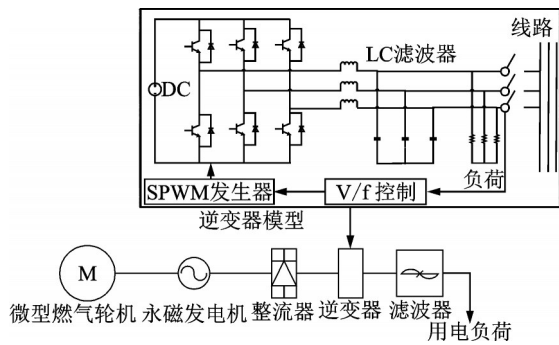 线路
LC滤波器
DC
负荷
SPWM发生器
V/f 控制
逆变器模型
M
微型燃气轮机
永磁发电机
整流器
逆变器
滤波器
用电负荷